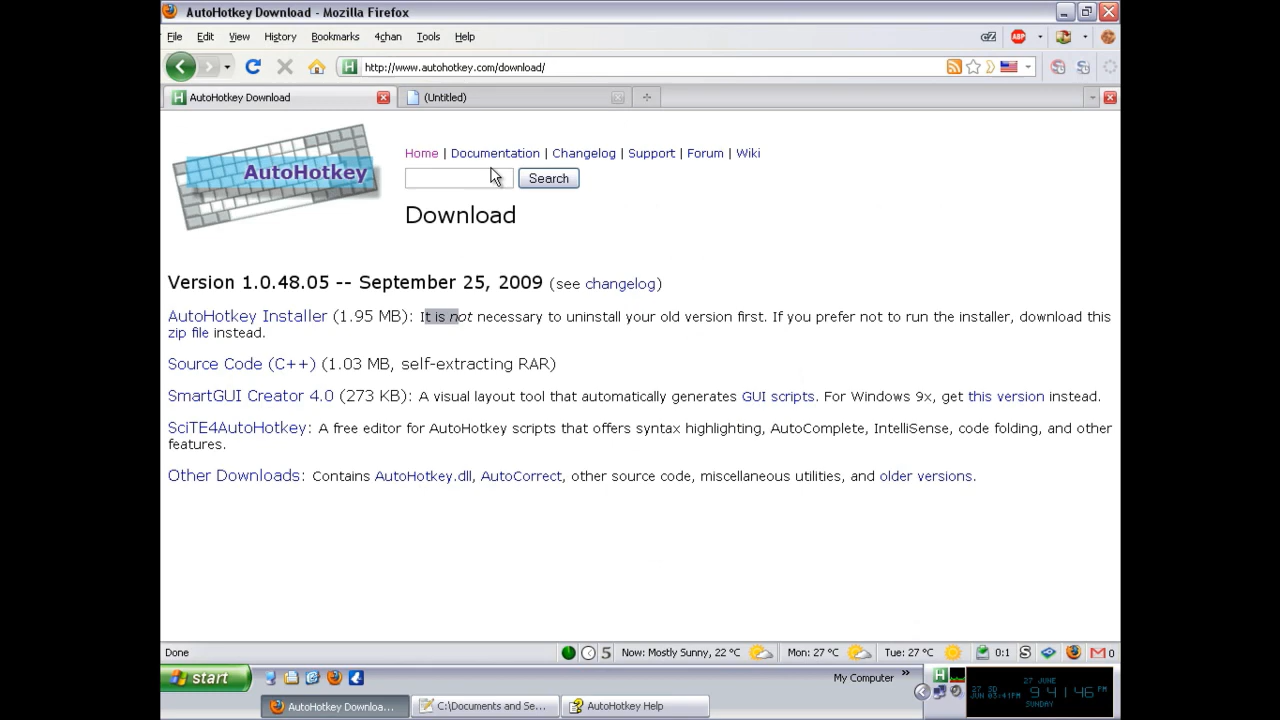 AutoHotkey Download - Mozilla Firefox
File Edit View History Bookmarks 4chan Tools Help
http://www.autohotkey.com/download/
AutoHotkey Download (Untitled)
Home | Documentation | Changelog | Support | Forum | Wiki
AutoHotkey
Search
Download
Version 1.0.48.05 -- September 25, 2009 (see changelog)
AutoHotkey Installer (1.95 MB): It is not necessary to uninstall your old version first. If you prefer not to run the installer, download this
zip file instead.
Source Code (C++) (1.03 MB, self-extracting RAR)
SmartGUI Creator 4.0 (273 KB): A visual layout tool that automatically generates GUI scripts. For Windows 9x, get this version instead.
SciTE4AutoHotkey: A free editor for AutoHotkey scripts that offers syntax highlighting, AutoComplete, IntelliSense, code folding, and other
features.
Other Downloads: Contains AutoHotkey.dll, AutoCorrect, other source code, miscellaneous utilities, and older versions.
Done 5 Now: Mostly Sunny, 22 °C Mon: 27 °C Tue: 27 °C 0:1 0
start My Computer »
AutoHotkey Downloa... C:\Documents and Se... AutoHotkey Help
27 JUNE
9 41 46 PM
SUNDAY